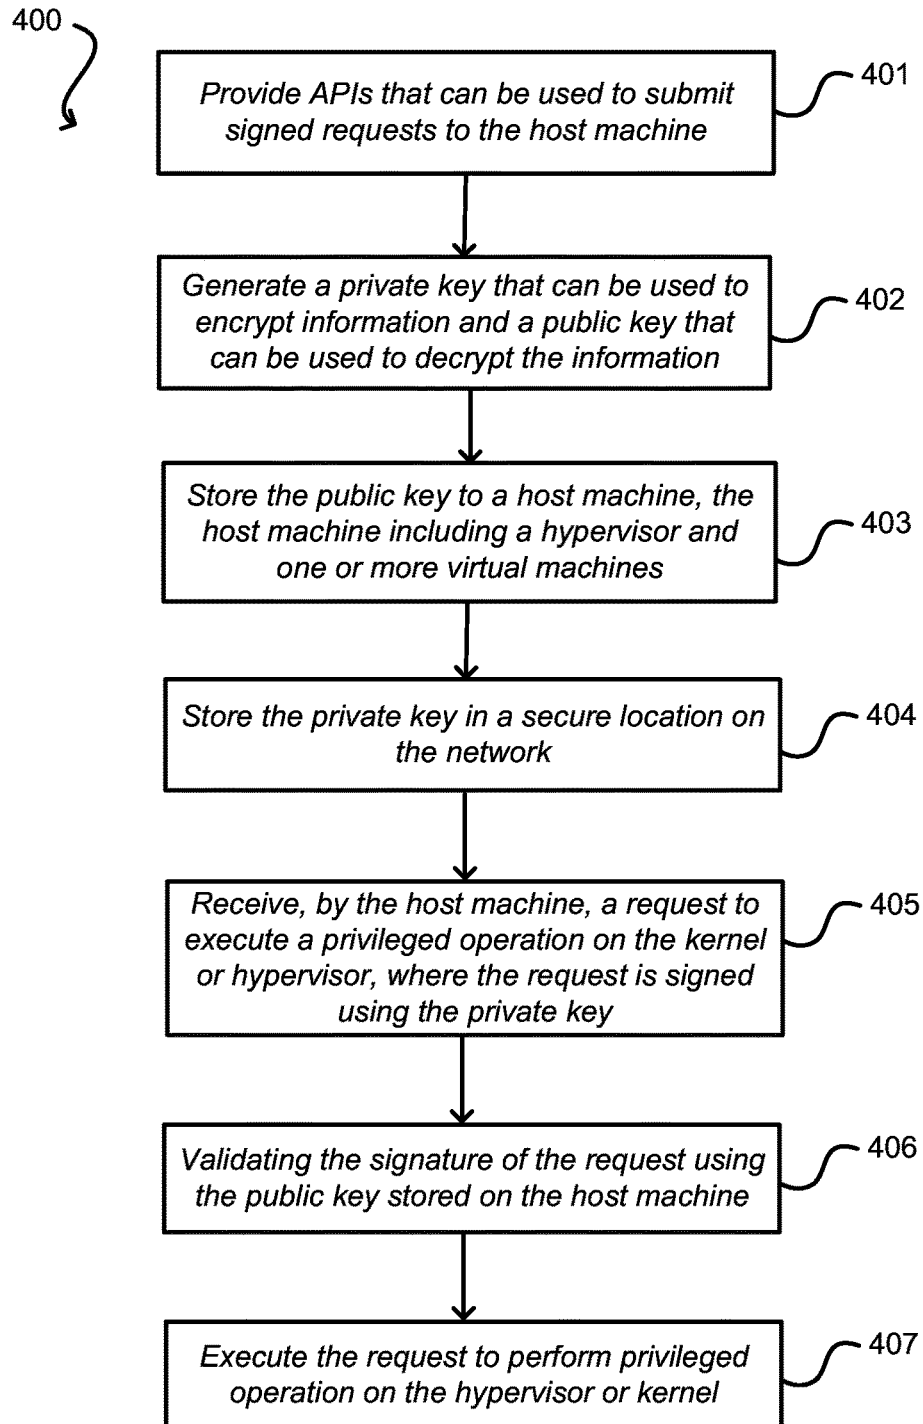 400
Provide APIs that can be used to submit
signed requests to the host machine
401
Generate a private key that can be used to
encrypt information and a public key that
can be used to decrypt the information
402
Store the public key to a host machine, the
host machine including a hypervisor and
one or more virtual machines
403
Store the private key in a secure location on
the network
404
Receive, by the host machine, a request to
execute a privileged operation on the kernel
or hypervisor, where the request is signed
using the private key
405
Validating the signature of the request using
the public key stored on the host machine
406
Execute the request to perform privileged
operation on the hypervisor or kernel
407